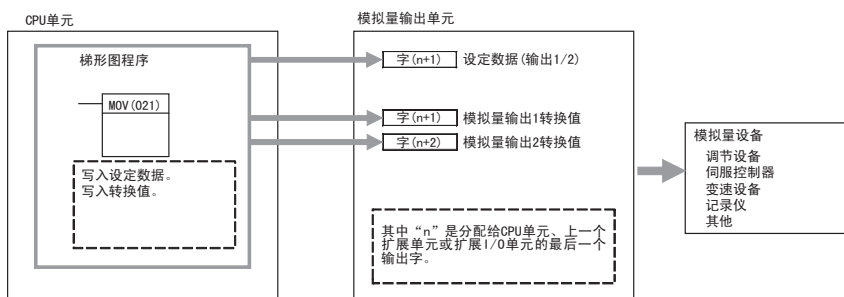 CPU单元
梯形图程序
MOV(021)
写入设定数据。
写入转换值。
模拟量输出单元
字(n+1) 设定数据(输出1/2)
字(n+1) 模拟量输出1转换值
字(n+2) 模拟量输出2转换值
其中“n”是分配给CPU单元、上一个
扩展单元或扩展I/O单元的最后一个
输出字。
模拟量设备
调节设备
伺服控制器
变速设备
记录仪
其他